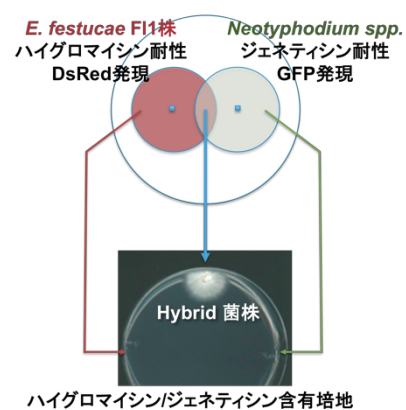 E. festucae Fl1株
ハイグロマイシン耐性
DsRed発現
Neotyphodium spp.
ジェネティシン耐性
GFP発現
Hybrid 菌株
ハイグロマイシン/ジェネティシン含有培地